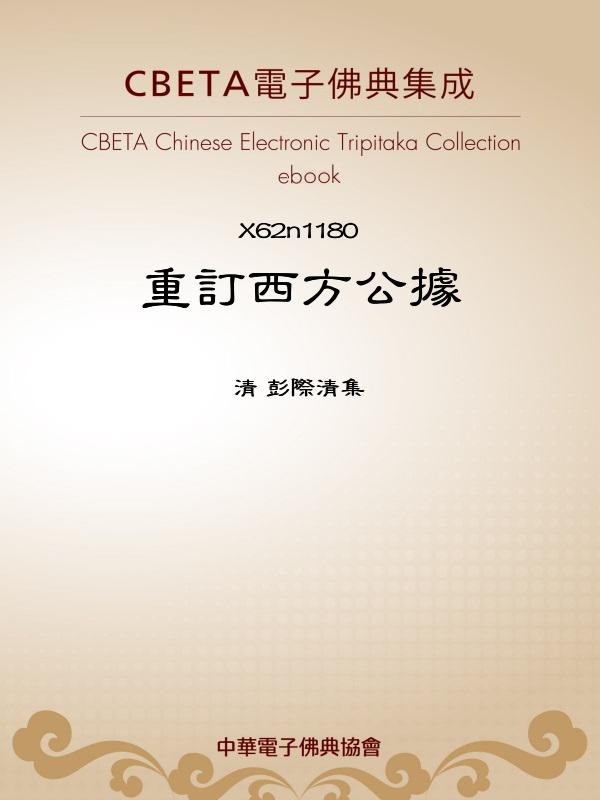 CBETA電子佛典集成
CBETA Chinese Electronic Tripitaka Collection
ebook
X62n1180
重訂西方公據
清 彭際清集
中華電子佛典協會